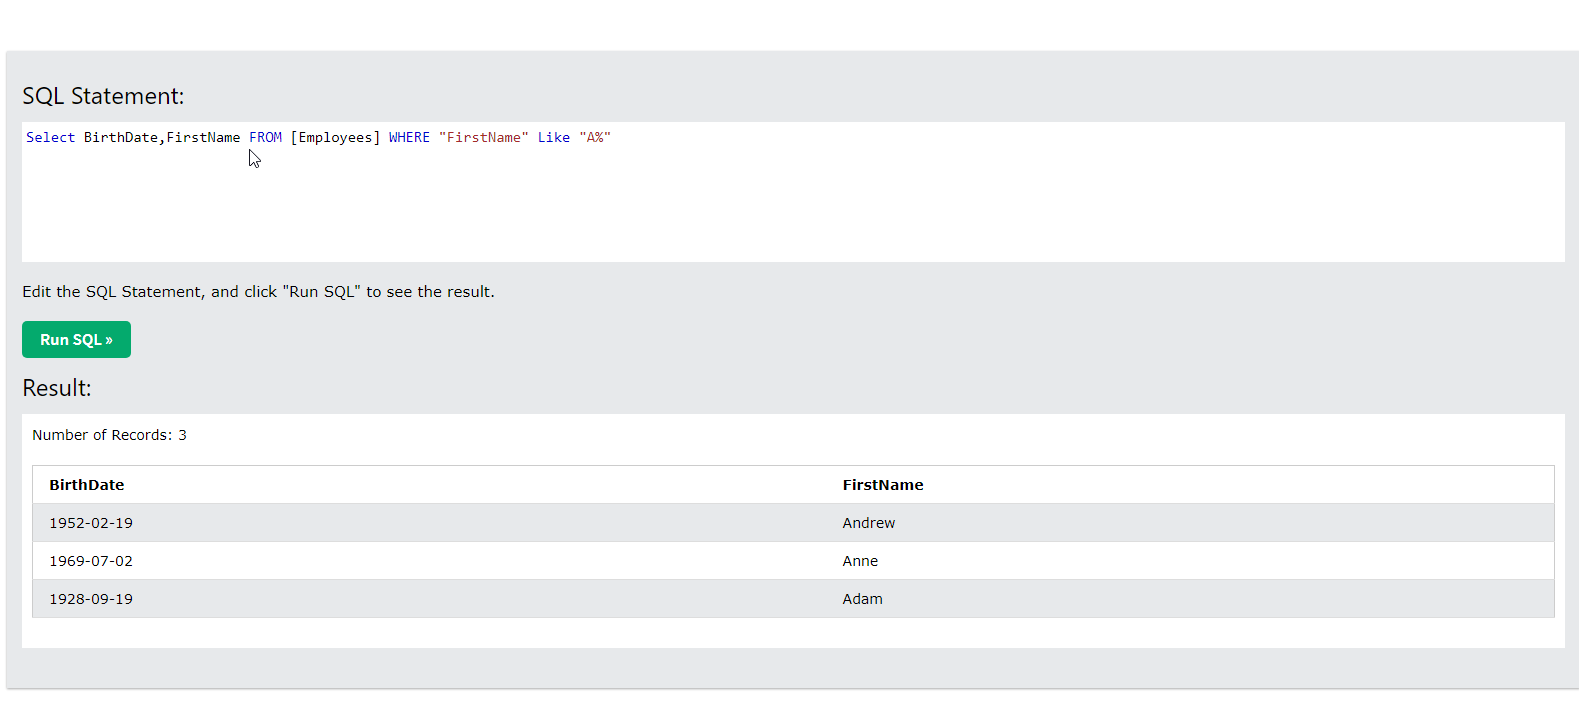 SQL Statement:
Select BirthDate,FirstName FROM [Employees] WHERE "FirstName" Like "A%"
Edit the SQL Statement, and click "Run SQL" to see the result.
Run SQL »
Result:
Number of Records: 3
BirthDate FirstName
1952-02-19 Andrew
1969-07-02 Anne
1928-09-19 Adam